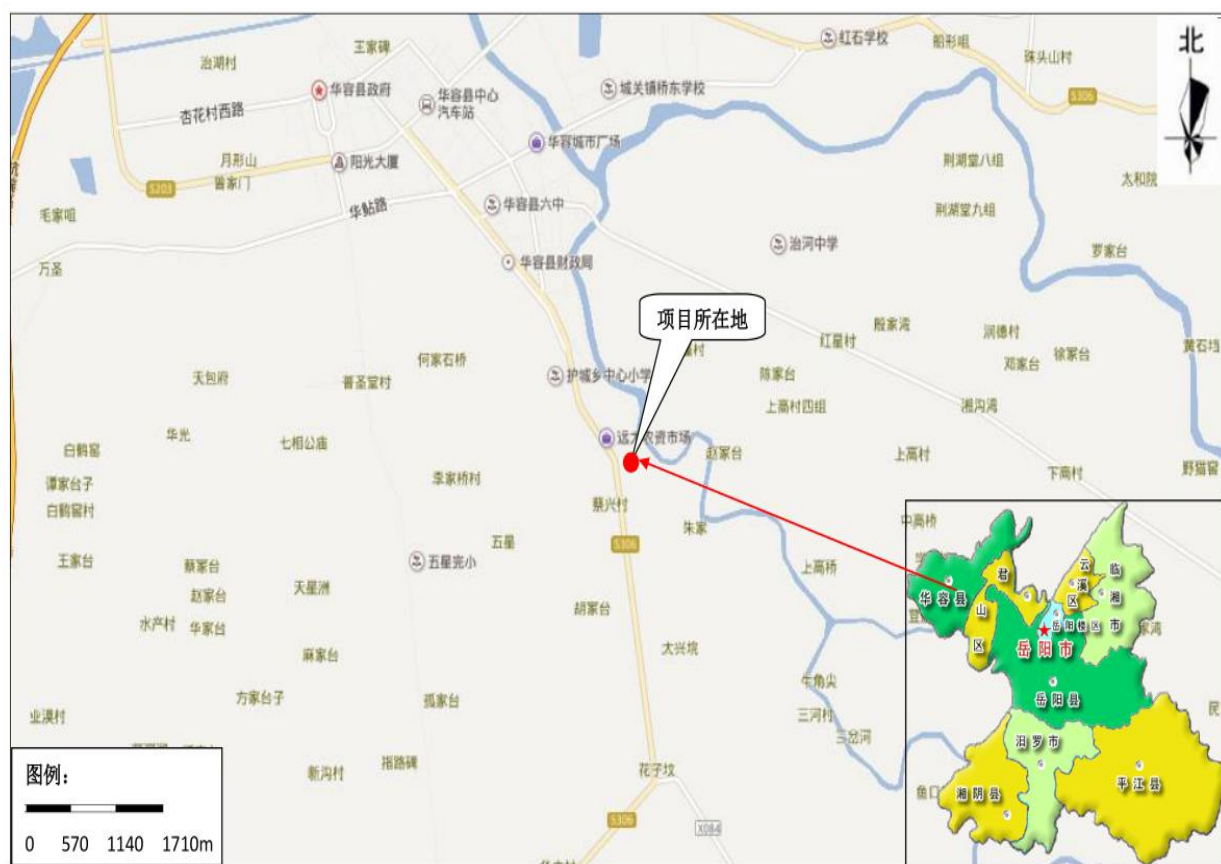 王家碑
治湖村
华容县政府
杏花村西路
华容县中心
汽车站
城关镇桥东学校
红石学校
船形咀
珠头山村
S306
北
月形山
曾家门
S203
阳光大厦
华容城市广场
毛家咀
华鲇路
华容县六中
荆湖堂八组
太和院
荆湖堂九组
万圣
华容县财政局
治河中学
罗家台
项目所在地
殷家湾
润德村
红星村
黄石垱
何家石桥
护城乡中心小学
陈家台
邓家台
徐家台
天包府
普圣堂村
上高村四组
湘沟湾
华光
七相公庙
远大农资市场
赵家台
上高村
白鹤窖
下高村
野猫窖
谭家台子
李家桥村
蔡兴村
白鹤窖村
五星
朱家
中高桥
S306
王家台
蔡家台
五星完小
上高桥
赵家台
天星洲
胡家台
水产村
华家台
大兴垸
麻家台
牛角尖
方家台子
孤家台
三河村
业漠村
三岔河
新沟村
指路碑
花子坟
S306
X084
华容县
君
山
区
云
溪
区
临
湘
市
岳阳楼区
岳阳市
岳阳县
汨罗市
湘阴县
平江县
图例：
0 570 1140 1710m